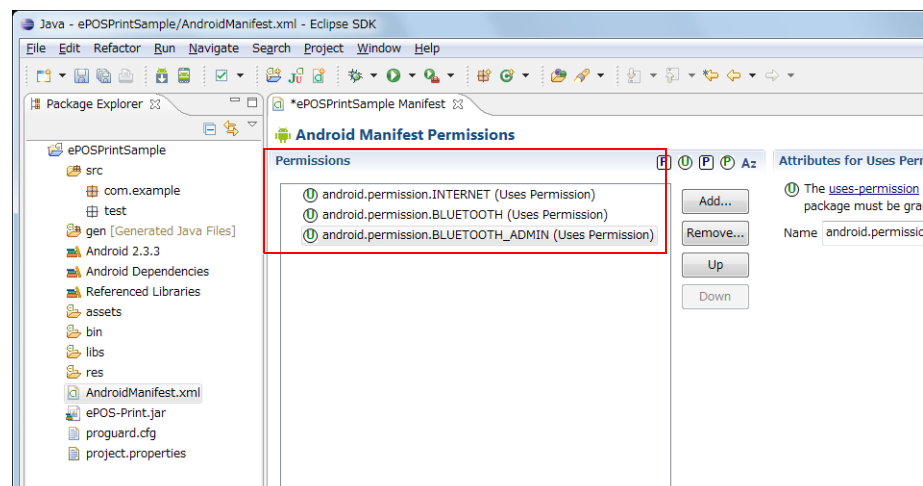 Java - ePOSPrintSample/AndroidManifest.xml - Eclipse SDK
File Edit Refactor Run Navigate Search Project Window Help
Package Explorer
*ePOSPrintSample Manifest
ePOSPrintSample
src
com.example
test
gen [Generated Java Files]
Android 2.3.3
Android Dependencies
Referenced Libraries
assets
bin
libs
res
AndroidManifest.xml
ePOS-Print.jar
proguard.cfg
project.properties
Android Manifest Permissions
Permissions
P U P P Az
android.permission.INTERNET (Uses Permission)
android.permission.BLUETOOTH (Uses Permission)
android.permission.BLUETOOTH_ADMIN (Uses Permission)
Add...
Remove...
Up
Down
Attributes for Uses Perr
The uses-permission
package must be gra
Name android.permissio